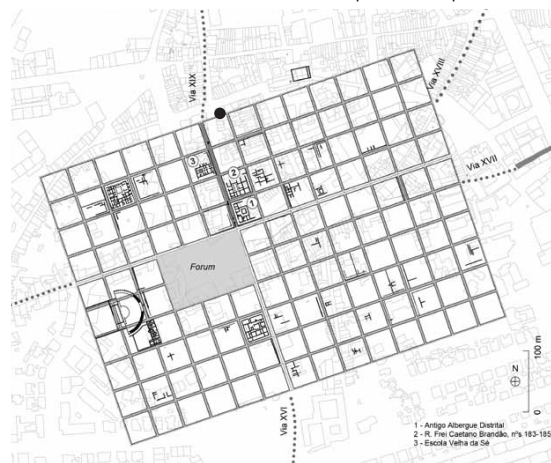 Via XIX
Via XVIII
3
2
1
Via XVII
Forum
Via XVI
N
0 100 m
1 - Antigo Albergue Distrital
2 - R. Frei Caetano Brandão, nºs 183-185
3 - Escola Velha da Sé